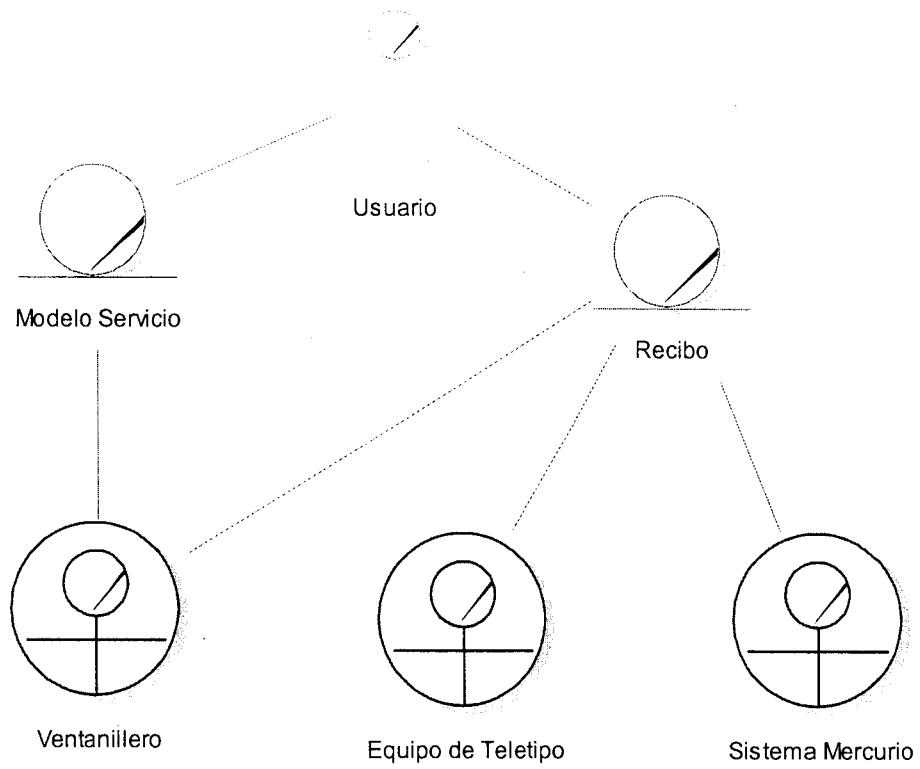 Usuario
Modelo Servicio
Recibo
Ventanillero
Equipo de Teletipo
Sistema Mercurio